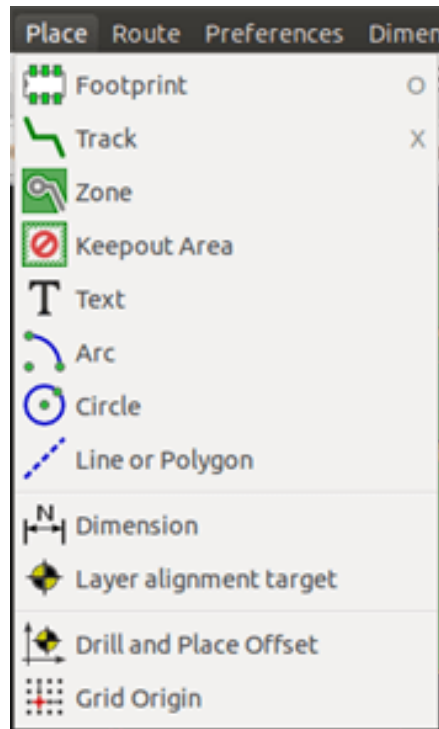 Place Route Preferences Dimen
Footprint O
Track X
Zone
Keepout Area
T Text
Arc
Circle
Line or Polygon
N Dimension
Layer alignment target
Drill and Place Offset
Grid Origin